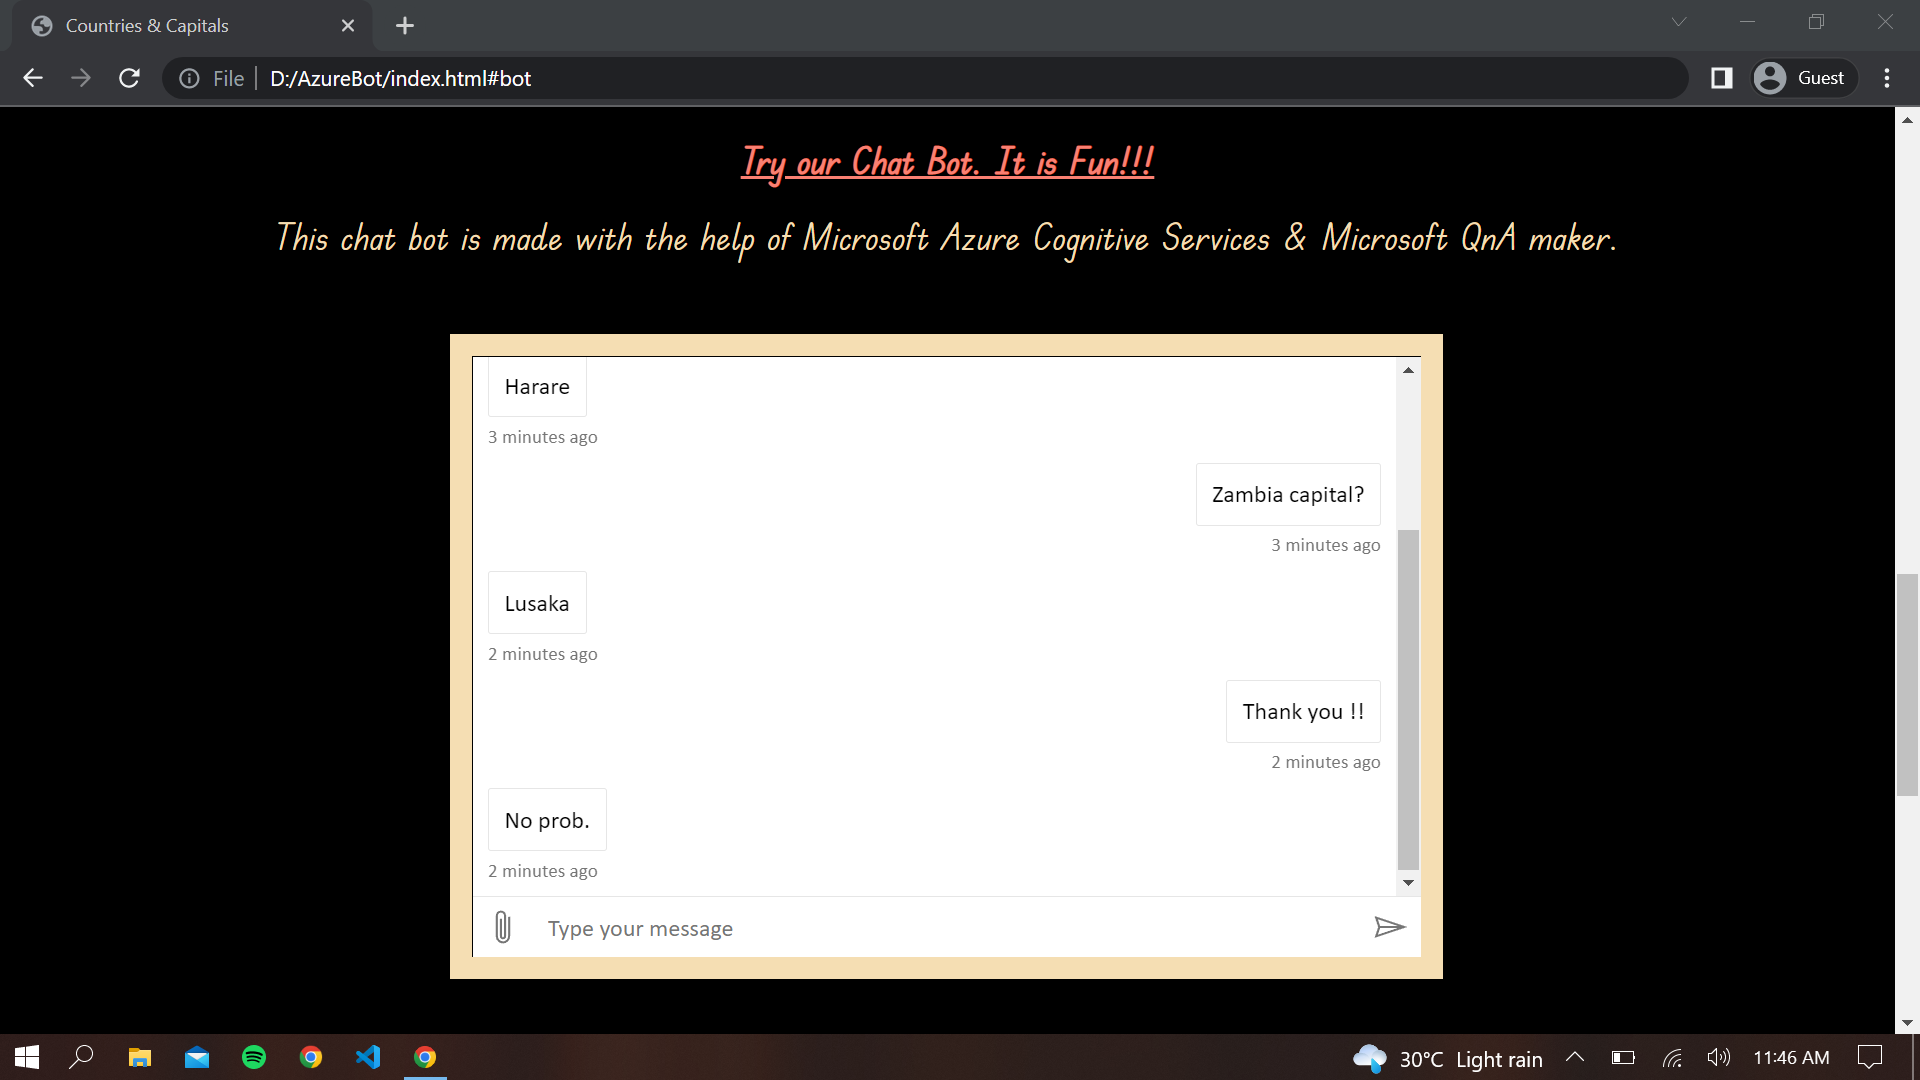 Countries & Capitals
File D:/AzureBot/index.html#bot
Guest
Try our Chat Bot. It is Fun!!!
This chat bot is made with the help of Microsoft Azure Cognitive Services & Microsoft QnA maker.
Harare
3 minutes ago
Zambia capital?
3 minutes ago
Lusaka
2 minutes ago
Thank you !!
2 minutes ago
No prob.
2 minutes ago
Type your message
30°C Light rain
11:46 AM